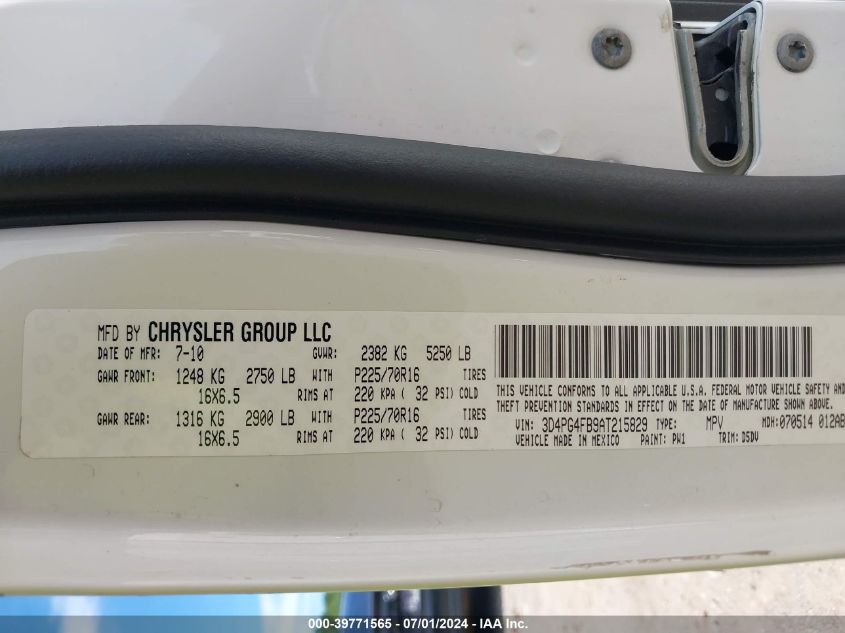 MFD BY CHRYSLER GROUP LLC
DATE OF MFR: 7-10 GVWR: 2382 KG 5250 LB
GAWR FRONT: 1248 KG 2750 LB WITH P225/70R16 TIRES
16X6.5 RIMS AT 220 KPA ( 32 PSI) COLD
GAWR REAR: 1316 KG 2900 LB WITH P225/70R16 TIRES
16X6.5 RIMS AT 220 KPA ( 32 PSI) COLD
THIS VEHICLE CONFORMS TO ALL APPLICABLE U.S.A. FEDERAL MOTOR VEHICLE SAFETY AND
THEFT PREVENTION STANDARDS IN EFFECT ON THE DATE OF MANUFACTURE SHOWN ABOVE.
VIN: 3D4PG4FB9AT215829 TYPE: MPV MDH: 070514 012AB
VEHICLE MADE IN MEXICO PAINT: PW1 TRIM: D5DV
000-39771565 - 07/01/2024 - IAA Inc.